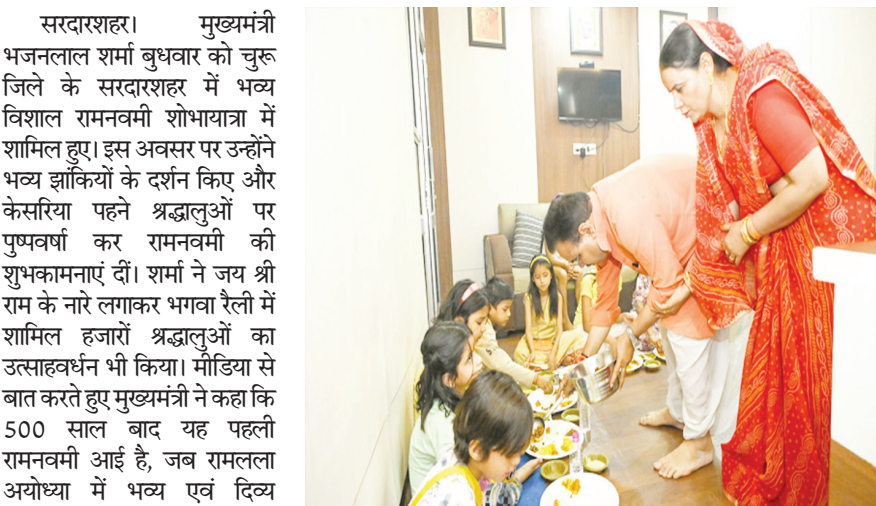 सरदारशहर। मुख्यमंत्री
भजनलाल शर्मा बुधवार को चुरू
जिले के सरदारशहर में भव्य
विशाल रामनवमी शोभायात्रा में
शामिल हुए। इस अवसर पर उन्होंने
भव्य झांकियों के दर्शन किए और
केसरिया पहने श्रद्धालुओं पर
पुष्पवर्षा कर रामनवमी की
शुभकामनाएं दीं। शर्मा ने जय श्री
राम के नारे लगाकर भगवा रैली में
शामिल हजारों श्रद्धालुओं का
उत्साहवर्धन भी किया। मीडिया से
बात करते हुए मुख्यमंत्री ने कहा कि
500 साल बाद यह पहली
रामनवमी आई है, जब रामलला
अयोध्या में भव्य एवं दिव्य